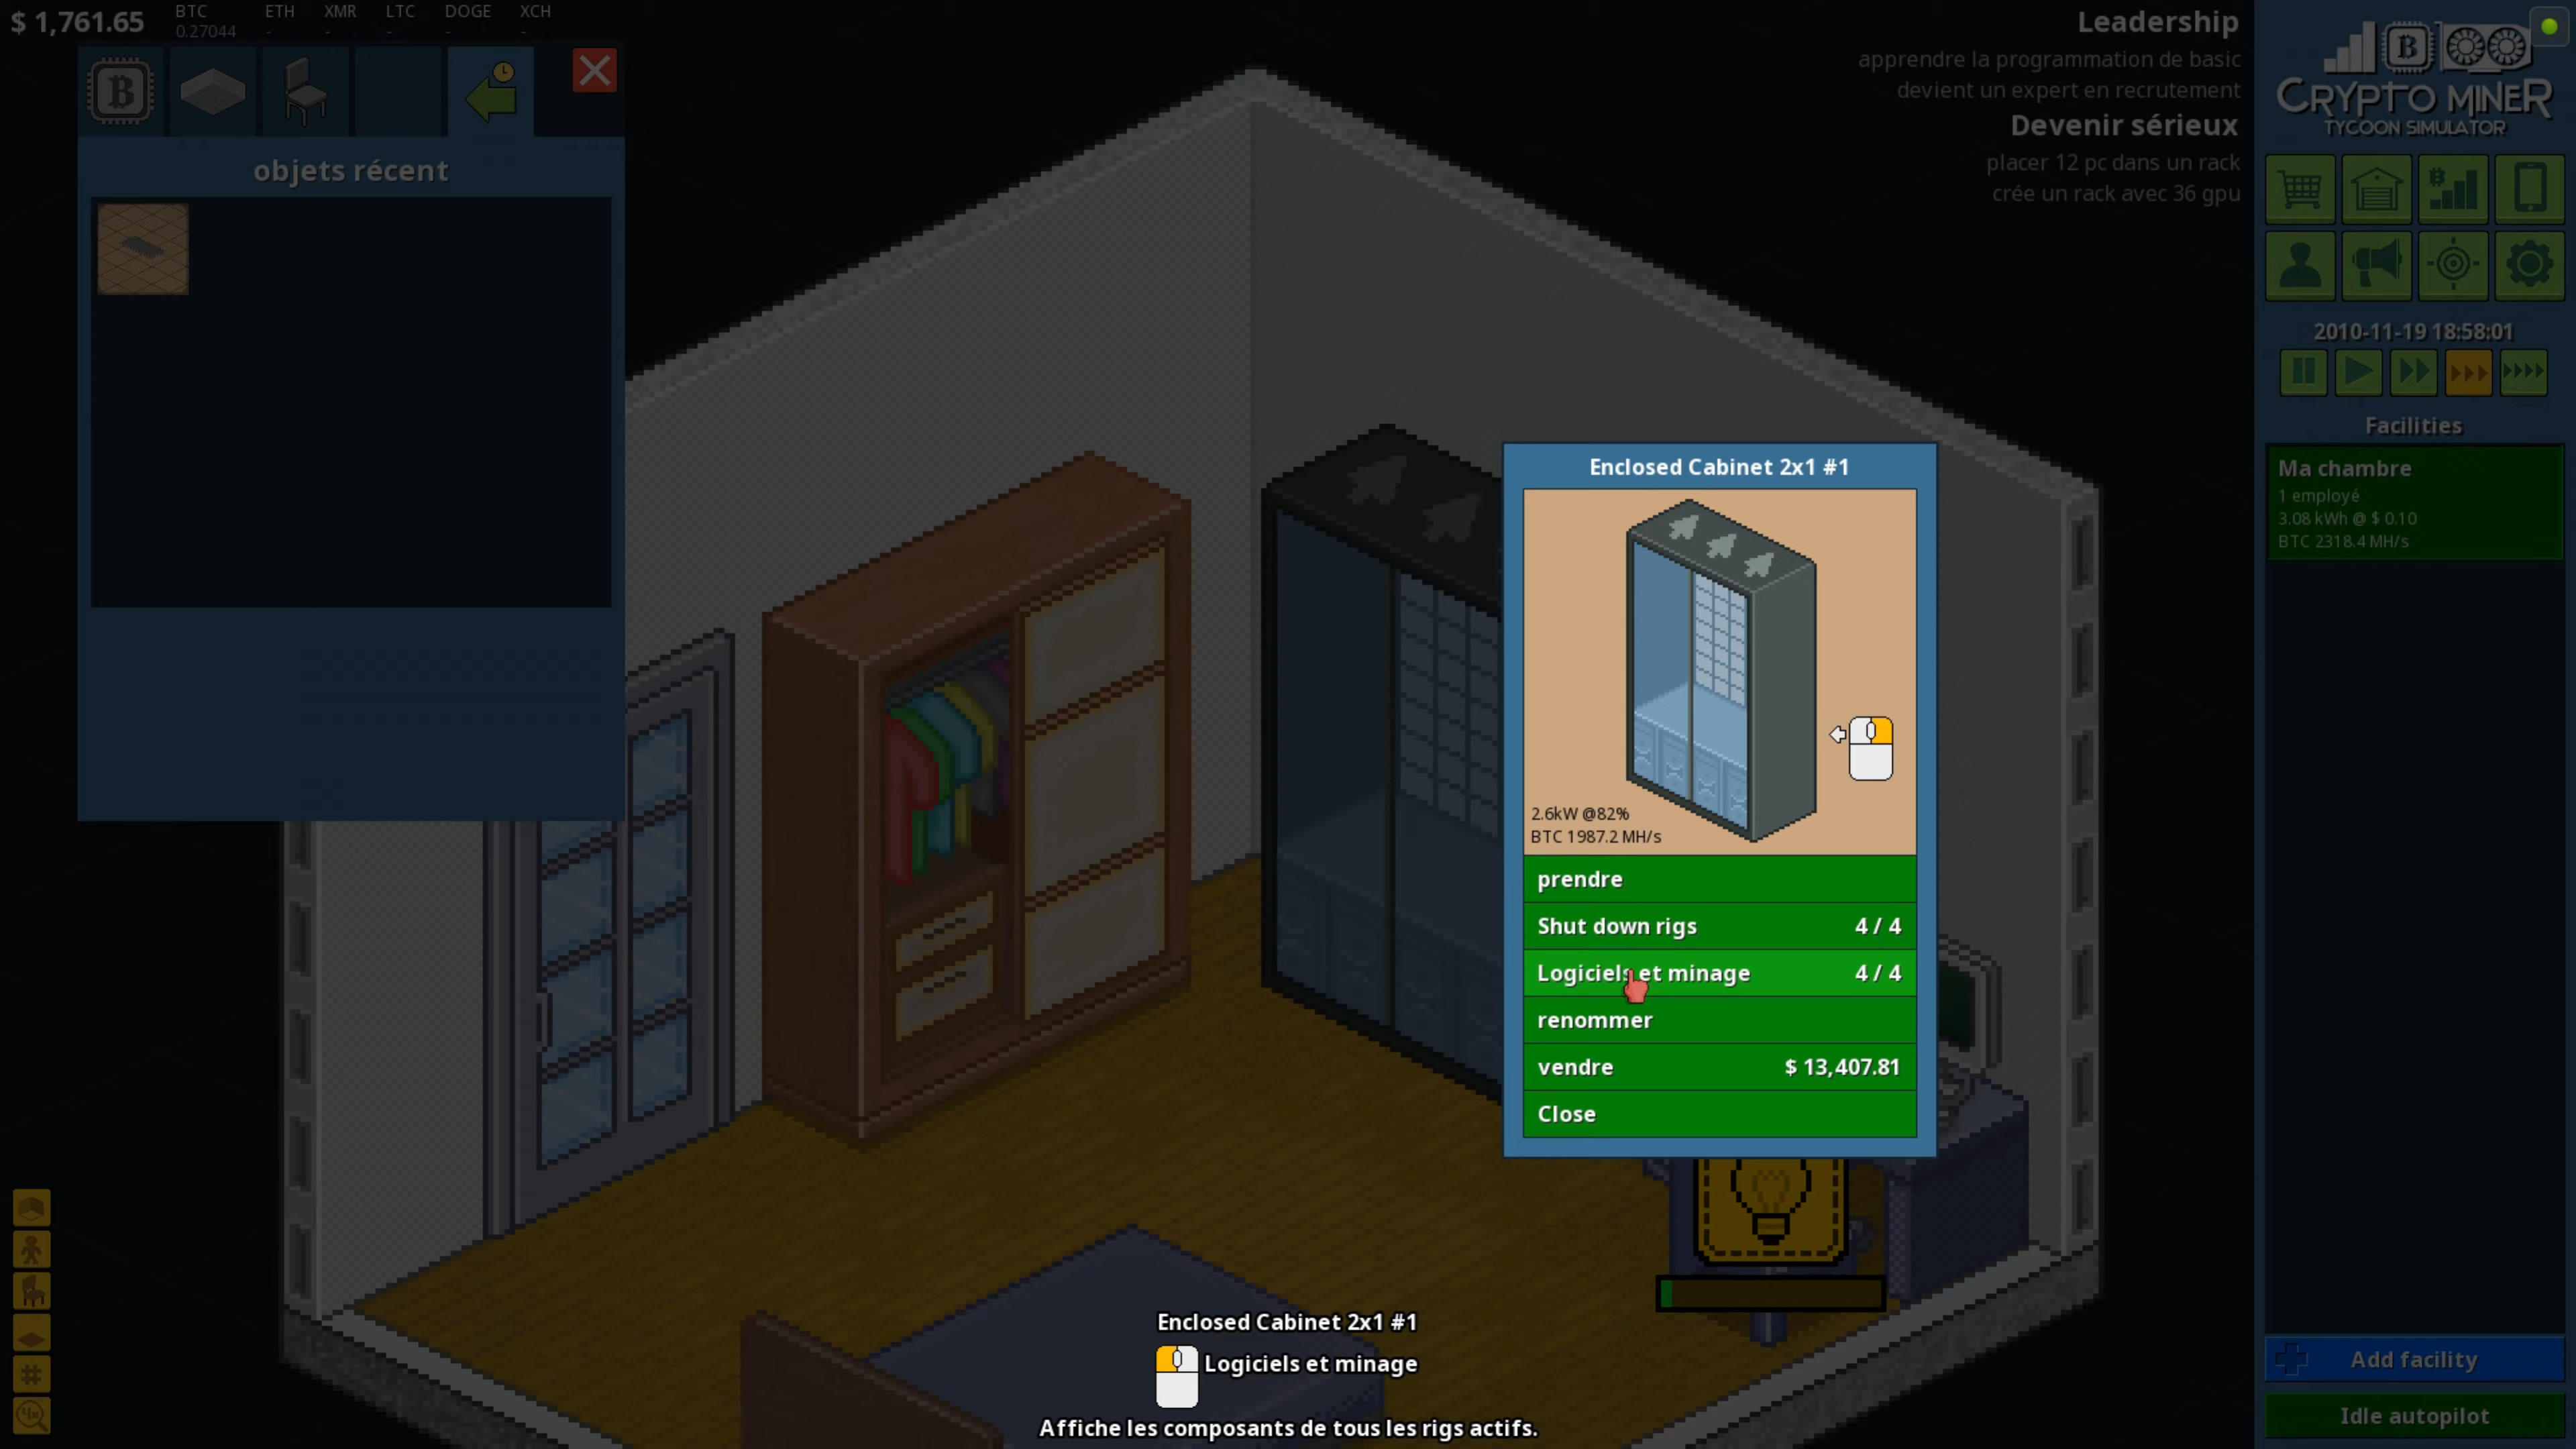 $ 1,761.65
BTC
0.27044
ETH
-
XMR
-
LTC
-
DOGE
-
XCH
-
objets récent
Leadership
apprendre la programmation de basic
devient un expert en recrutement
Devenir sérieux
placer 12 pc dans un rack
crée un rack avec 36 gpu
CRYPTO MINER
TYCOON SIMULATOR
2010-11-19 18:58:01
Facilities
Ma chambre
1 employé
3.08 kWh @ $ 0.10
BTC 2318.4 MH/s
Enclosed Cabinet 2x1 #1
2.6kW @82%
BTC 1987.2 MH/s
prendre
Shut down rigs 4 / 4
Logiciels et minage 4 / 4
renommer
vendre $ 13,407.81
Close
Enclosed Cabinet 2x1 #1
Logiciels et minage
Affiche les composants de tous les rigs actifs.
Add facility
Idle autopilot